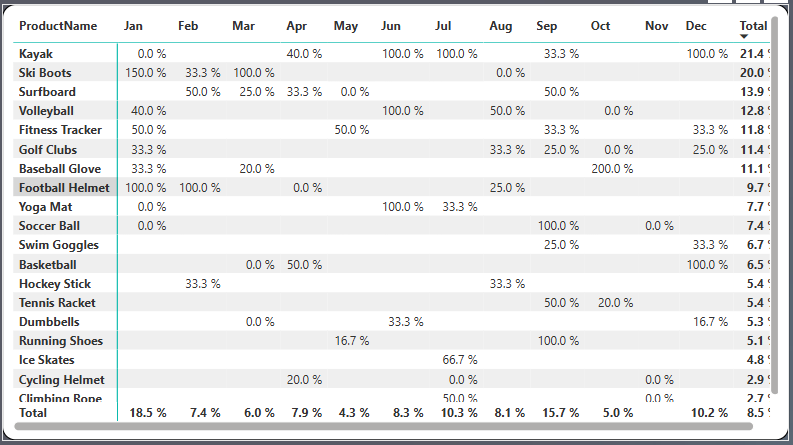 ProductName Jan Feb Mar Apr May Jun Jul Aug Sep Oct Nov Dec Total
Kayak 0.0 % 40.0 % 100.0 % 100.0 % 33.3 % 100.0 % 21.4 %
Ski Boots 150.0 % 33.3 % 100.0 % 0.0 % 20.0 %
Surfboard 50.0 % 25.0 % 33.3 % 0.0 % 50.0 % 13.9 %
Volleyball 40.0 % 100.0 % 50.0 % 0.0 % 12.8 %
Fitness Tracker 50.0 % 50.0 % 33.3 % 33.3 % 11.8 %
Golf Clubs 33.3 % 33.3 % 25.0 % 0.0 % 25.0 % 11.4 %
Baseball Glove 33.3 % 20.0 % 200.0 % 11.1 %
Football Helmet 100.0 % 100.0 % 0.0 % 25.0 % 9.7 %
Yoga Mat 0.0 % 100.0 % 33.3 % 7.7 %
Soccer Ball 0.0 % 100.0 % 0.0 % 7.4 %
Swim Goggles 25.0 % 33.3 % 6.7 %
Basketball 0.0 % 50.0 % 100.0 % 6.5 %
Hockey Stick 33.3 % 33.3 % 5.4 %
Tennis Racket 50.0 % 20.0 % 5.4 %
Dumbbells 0.0 % 33.3 % 16.7 % 5.3 %
Running Shoes 16.7 % 100.0 % 5.1 %
Ice Skates 66.7 % 4.8 %
Cycling Helmet 20.0 % 0.0 % 0.0 % 2.9 %
Climbing Rope 50.0 % 0.0 % 2.7 %
Total 18.5 % 7.4 % 6.0 % 7.9 % 4.3 % 8.3 % 10.3 % 8.1 % 15.7 % 5.0 % 10.2 % 8.5 %